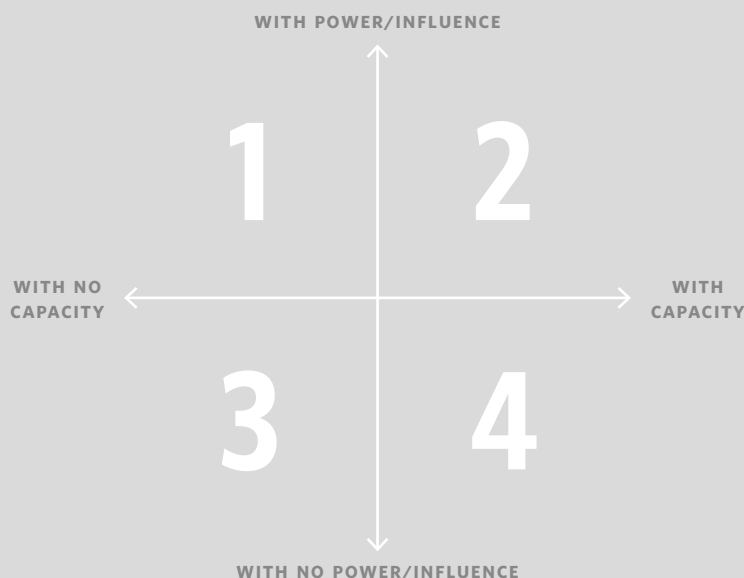 WITH POWER/INFLUENCE
1 2
WITH NO
CAPACITY
WITH
CAPACITY
3 4
WITH NO POWER/INFLUENCE